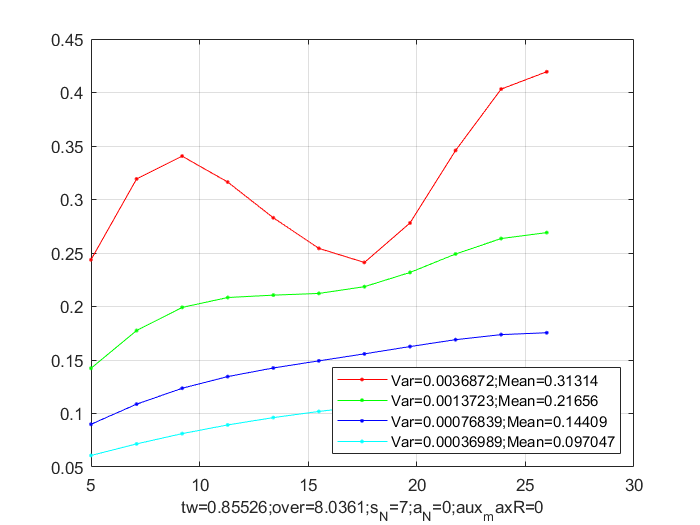 0.45
0.4
0.35
0.3
0.25
0.2
0.15
0.1
0.05
Var=0.0036872;Mean=0.31314
Var=0.0013723;Mean=0.21656
Var=0.00076839;Mean=0.14409
Var=0.00036989;Mean=0.097047
5 10 15 20 25 30
tw=0.85526;over=8.0361;s_N=7;a_N=0;aux_maxR=0